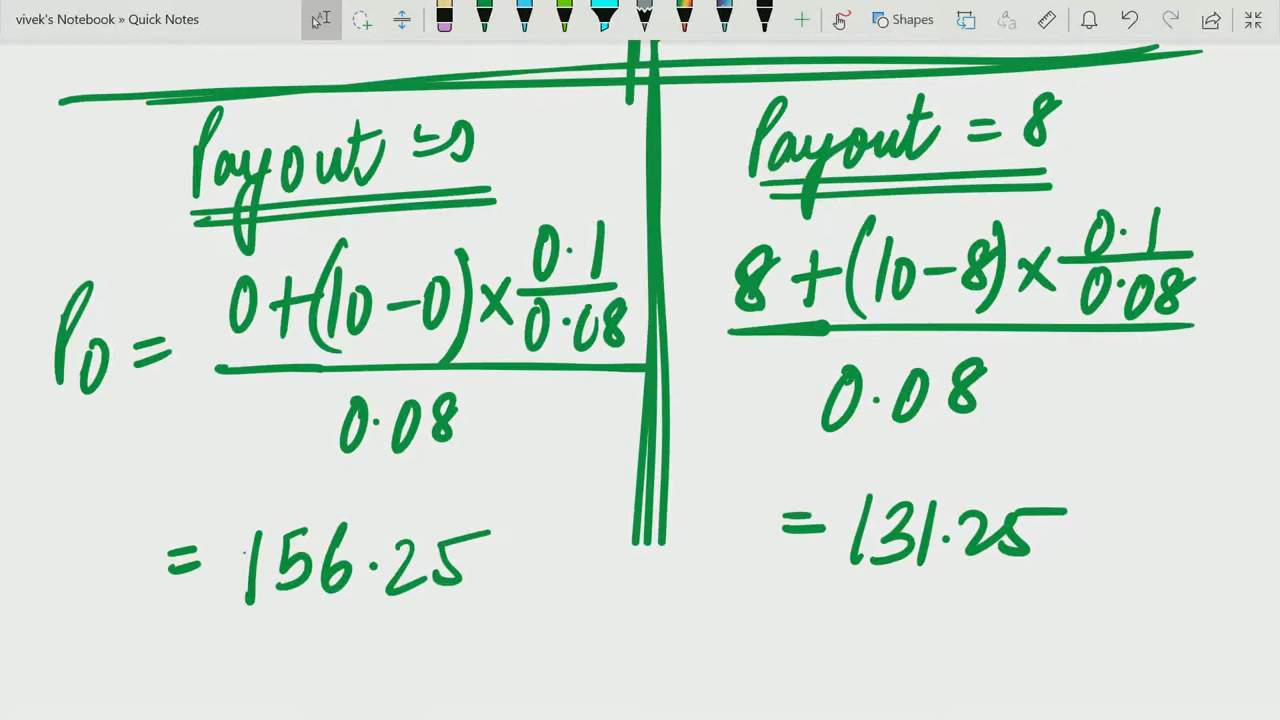 vivek's Notebook » Quick Notes
Shapes
Payout =
P0 = 0+(10-0)×0.1/0.08
0.08
= 156.25
Payout = 8
8+(10-8)×0.1/0.08
0.08
= 131.25